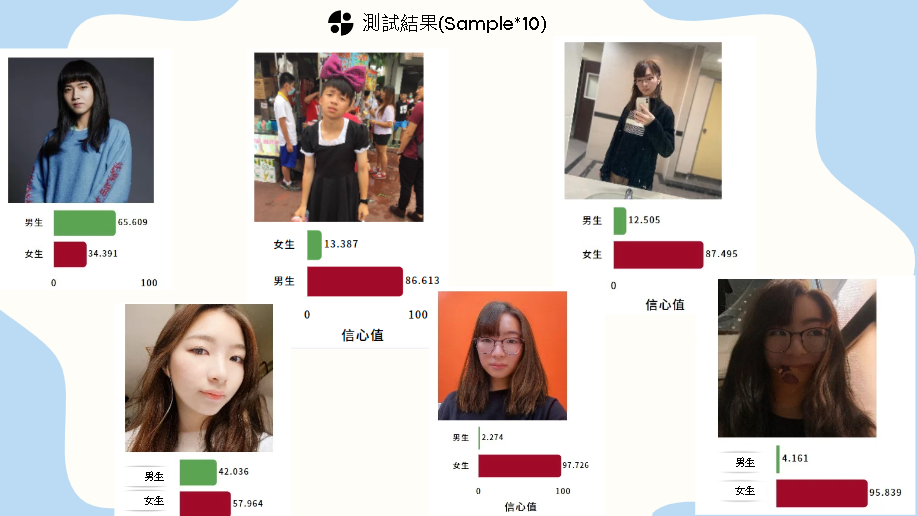 測試結果(Sample*10)
男生 65.609
女生 34.391
0 100
女生 13.387
男生 86.613
0 100
信心值
男生 12.505
女生 87.495
0
信心值
男生 42.036
女生 57.964
男生 2.274
女生 97.726
0 100
信心值
男生 4.161
女生 95.839